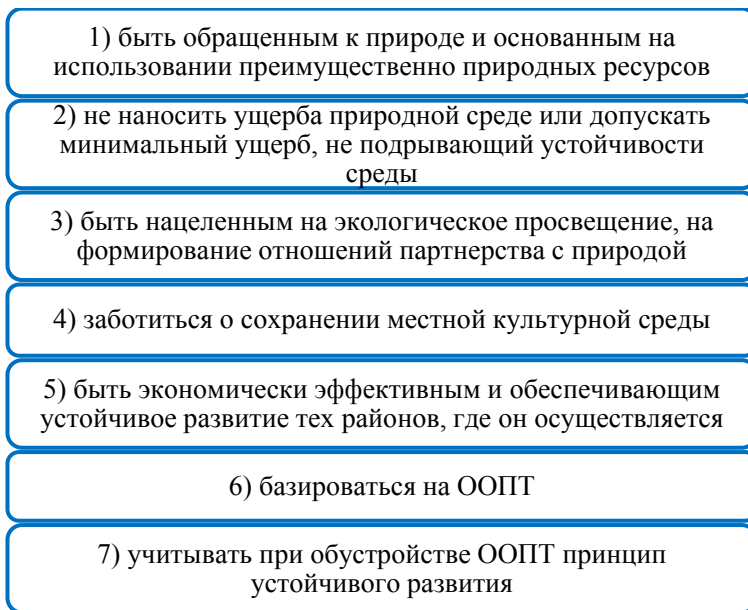 1) быть обращенным к природе и основанным на
использовании преимущественно природных ресурсов
2) не наносить ущерба природной среде или допускать
минимальный ущерб, не подрывающий устойчивости
среды
3) быть нацеленным на экологическое просвещение, на
формирование отношений партнерства с природой
4) заботиться о сохранении местной культурной среды
5) быть экономически эффективным и обеспечивающим
устойчивое развитие тех районов, где он осуществляется
6) базироваться на ООПТ
7) учитывать при обустройстве ООПТ принцип
устойчивого развития